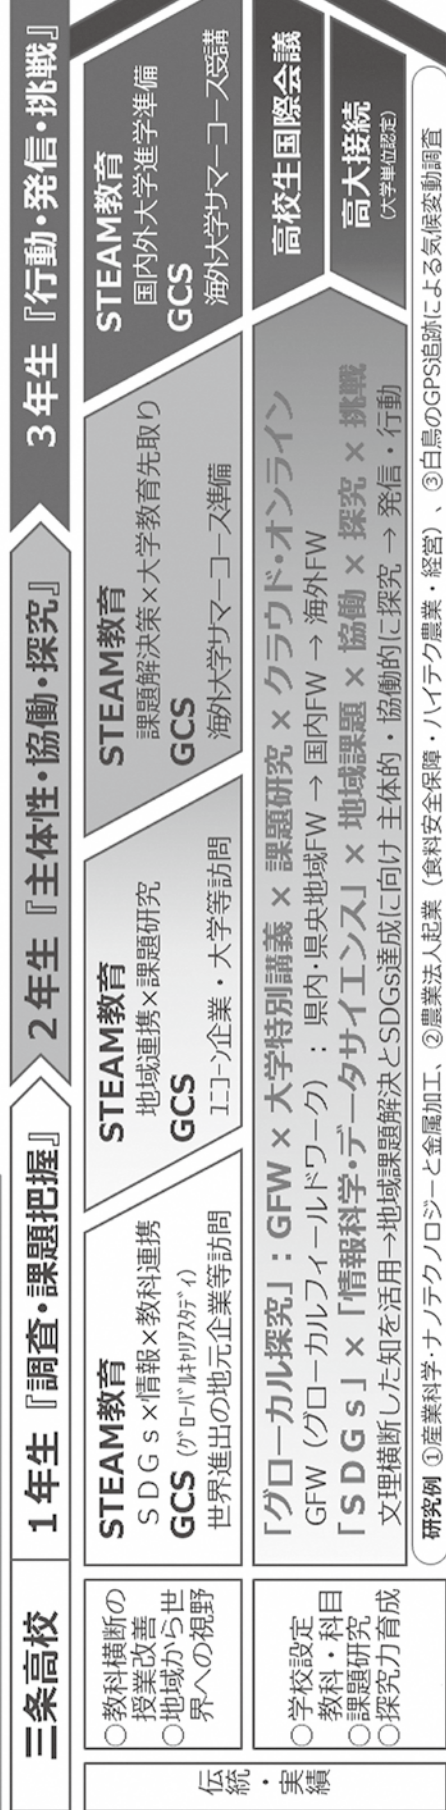 三条高校
1年生『調査・課題把握』
2年生『主体性・協働・探究』
3年生『行動・発信・挑戦』
伝統・実績
○教科横断の
授業改善
○地域から世
界への視野
STEAM教育
ＳＤＧｓ×情報×教科連携
GCS（ｸﾞﾛｰﾊﾞﾙｷｬﾘｱｽﾀﾃﾞｨ）
世界進出の地元企業等訪問
STEAM教育
地域連携×課題研究
GCS
ﾕﾆｺｰﾝ企業・大学等訪問
STEAM教育
課題解決策×大学教育先取り
GCS
海外大学サマーコース準備
STEAM教育
国内外大学進学準備
GCS
海外大学サマーコース受講
○学校設定
教科・科目
○課題研究
○探究力育成
「グローカル探究」：GFW × 大学特別講義 × 課題研究 × クラウド・オンライン
GFW（グローカルフィールドワーク）： 県内・県央地域FW → 国内FW → 海外FW
「ＳＤＧｓ」×「情報科学・データサイエンス」× 地域課題 × 協働 × 探究 × 挑戦
文理横断した知を活用→地域課題解決とSDGs達成に向け 主体的・協働的に探究 → 発信・行動
高校生国際会議
高大接続
（大学単位認定）
研究例 ①産業科学・ナノテクノロジーと金属加工、②農業法人起業（食料安全保障・ハイテク農業・経営）、③白鳥のGPS追跡による気候変動調査